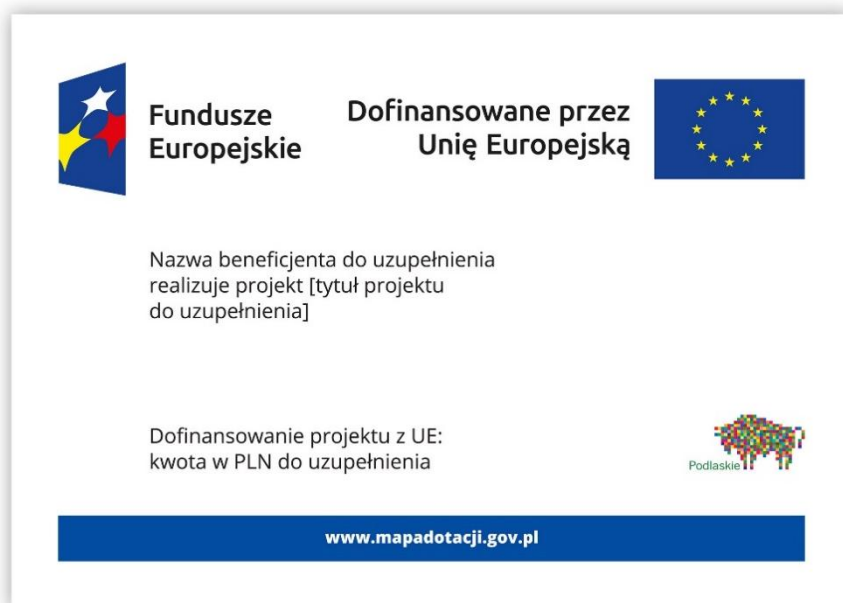 Fundusze
Europejskie
Dofinansowane przez
Unię Europejską
Nazwa beneficjenta do uzupełnienia
realizuje projekt [tytuł projektu
do uzupełnienia]
Dofinansowanie projektu z UE:
kwota w PLN do uzupełnienia
Podlaskie
www.mapadotacji.gov.pl